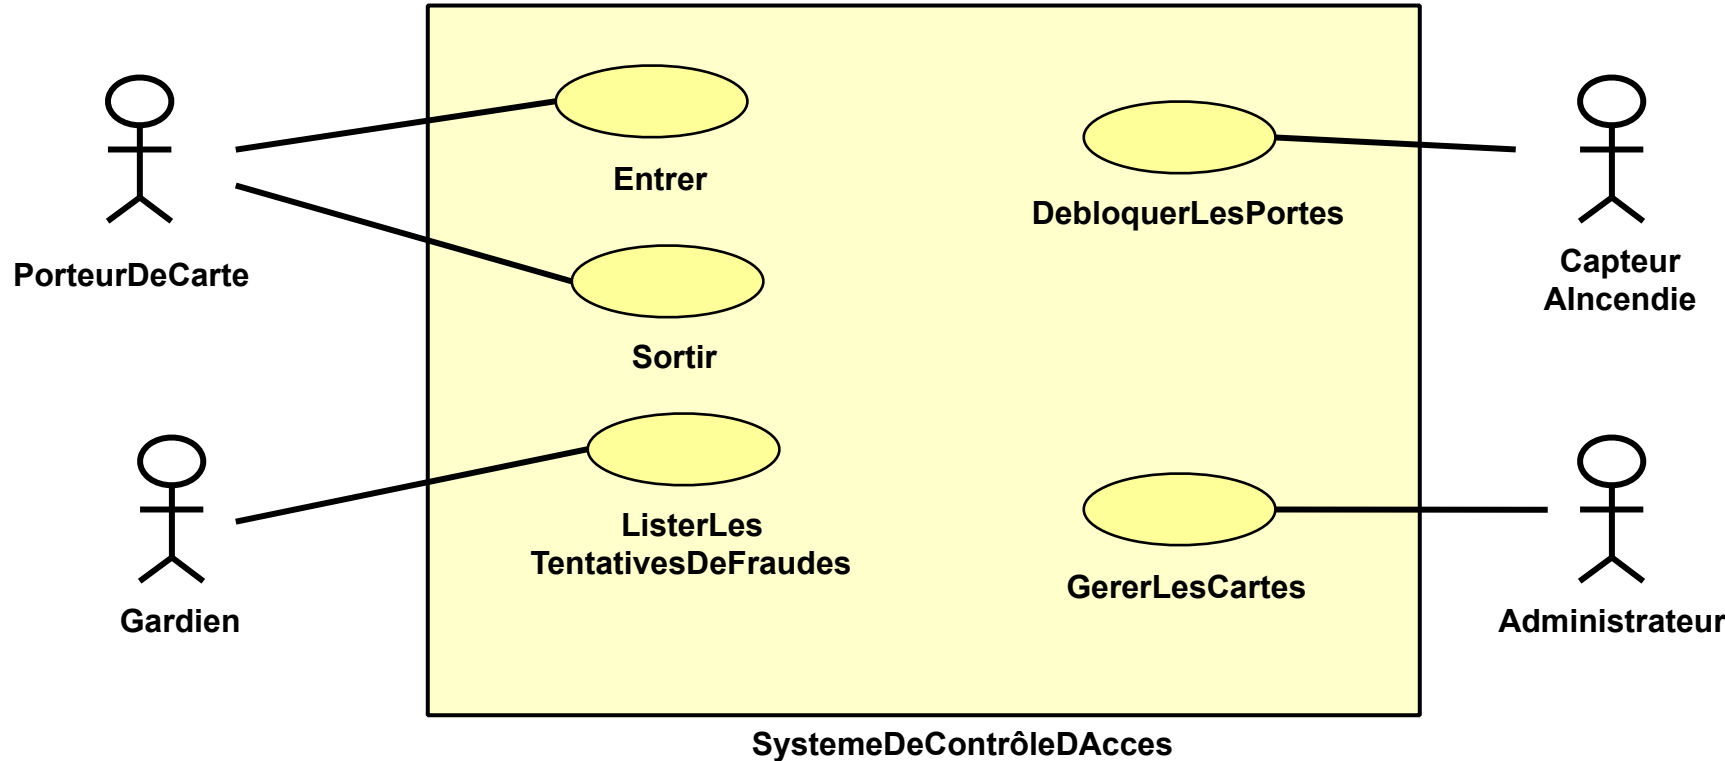 Entrer
DebloquerLesPortes
PorteurDeCarte
Capteur
AIncendie
Sortir
ListerLes
TentativesDeFraudes
GererLesCartes
Gardien
Administrateur
SystemeDeContrôleDAcces